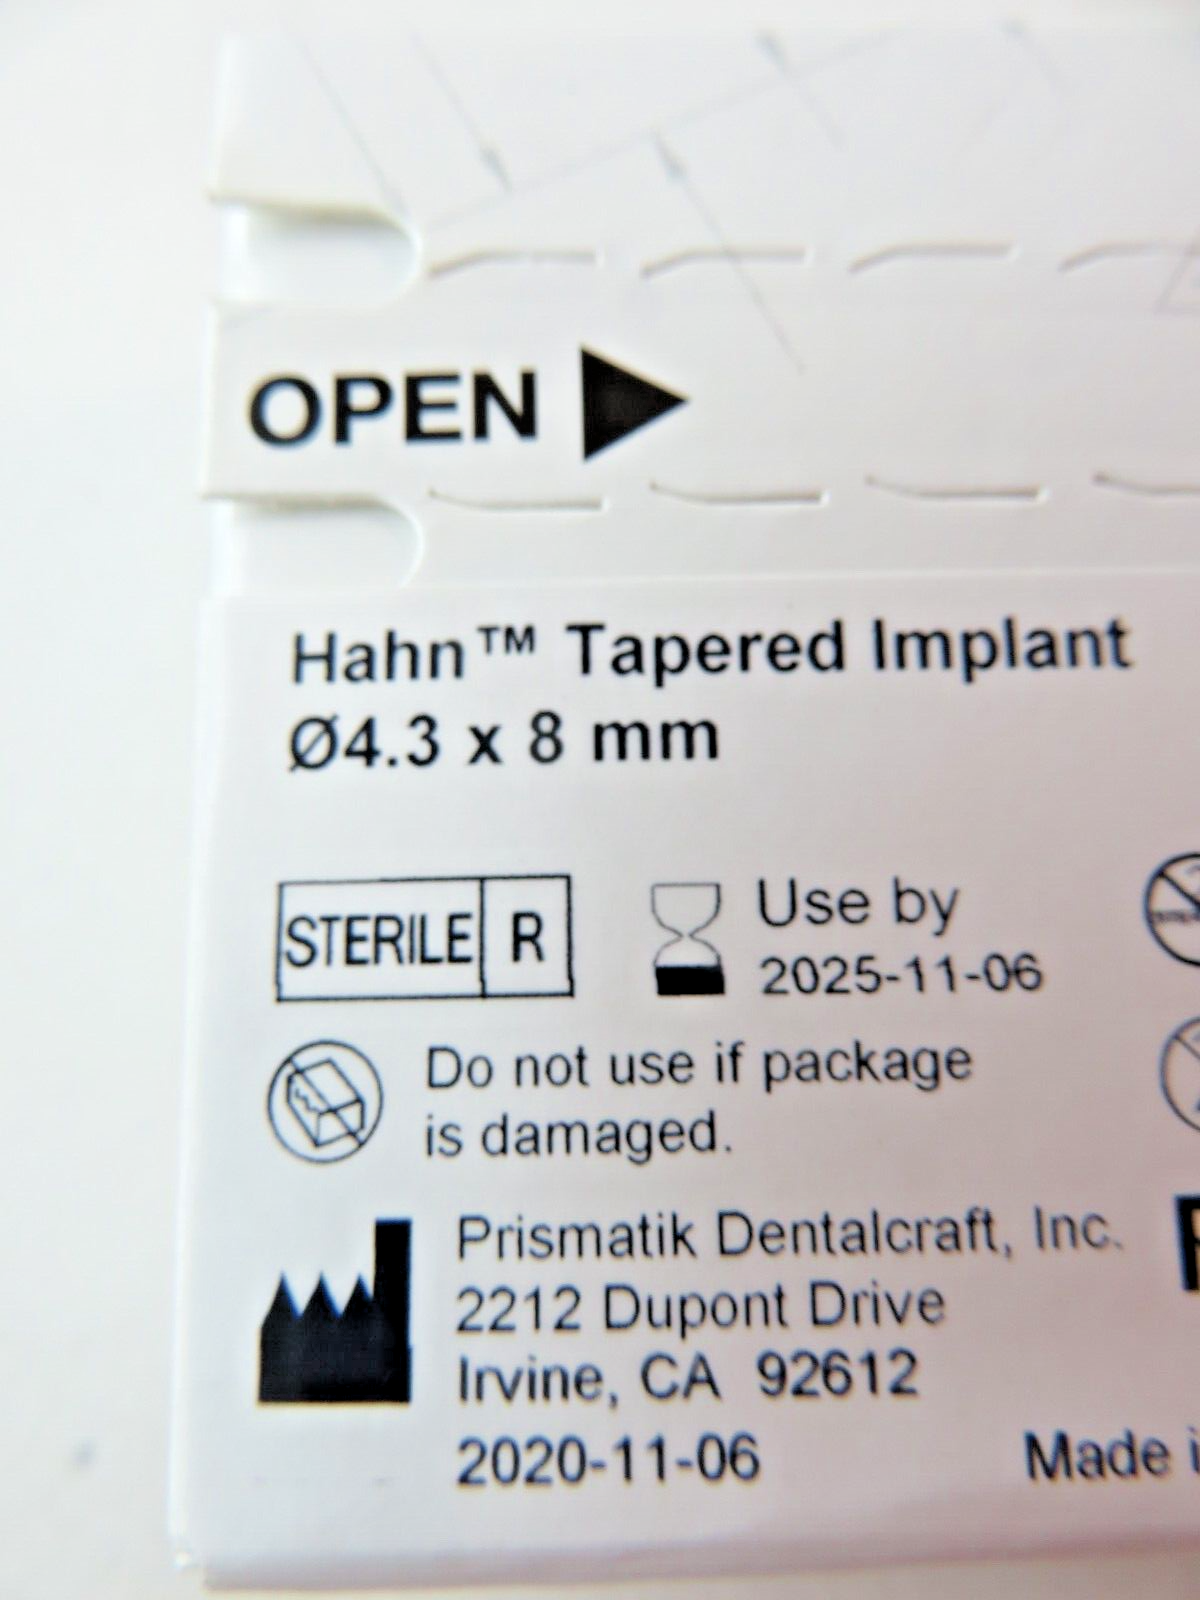 OPEN
Hahn™ Tapered Implant
Ø4.3 x 8 mm
STERILE R
Use by
2025-11-06
Do not use if package
is damaged.
Prismatik Dentalcraft, Inc.
2212 Dupont Drive
Irvine, CA 92612
2020-11-06
Made